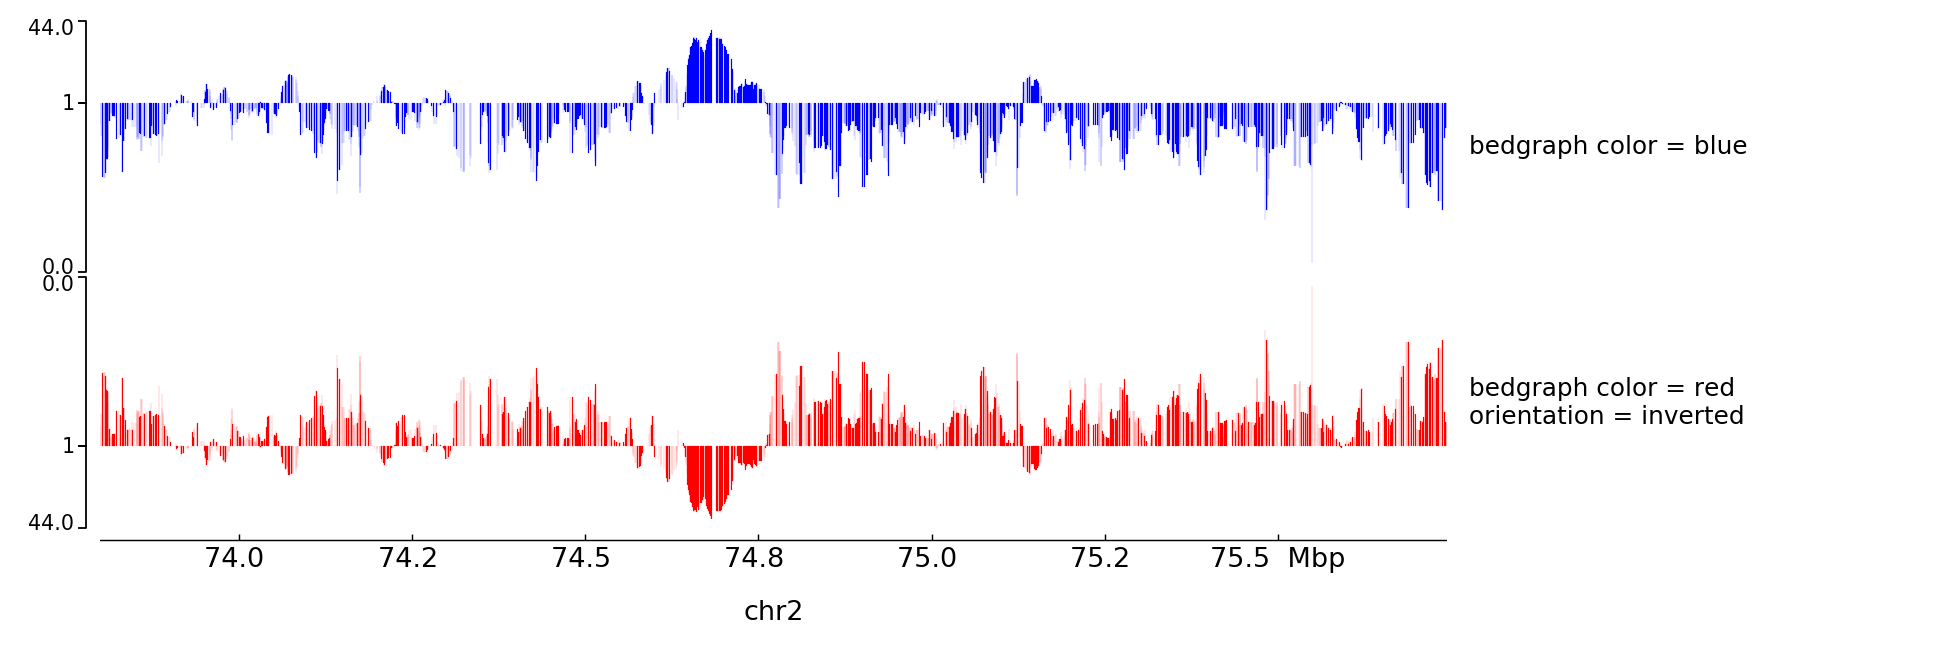 44.0
1
0.0
bedgraph color = blue
0.0
1
44.0
bedgraph color = red
orientation = inverted
74.0 74.2 74.5 74.8 75.0 75.2 75.5 Mbp
chr2